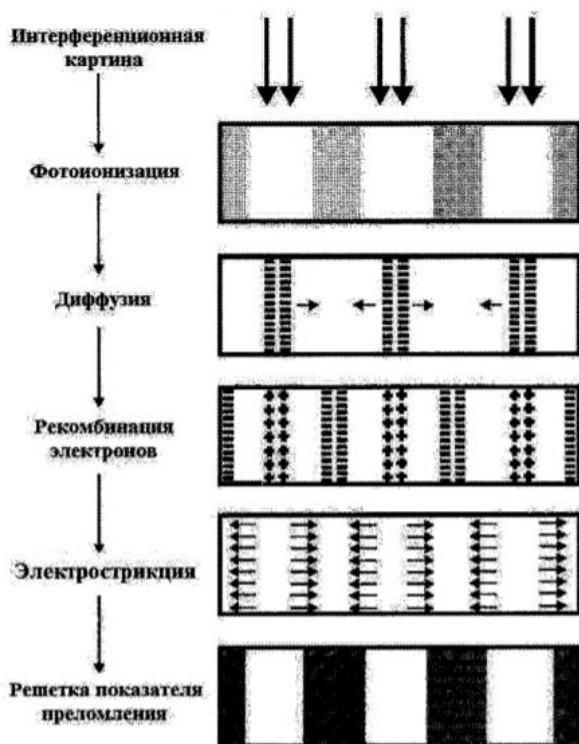 Интерференционная
картина
Фотоионизация
Диффузия
Рекомбинация
электронов
Электрострикция
Решетка показателя
преломления